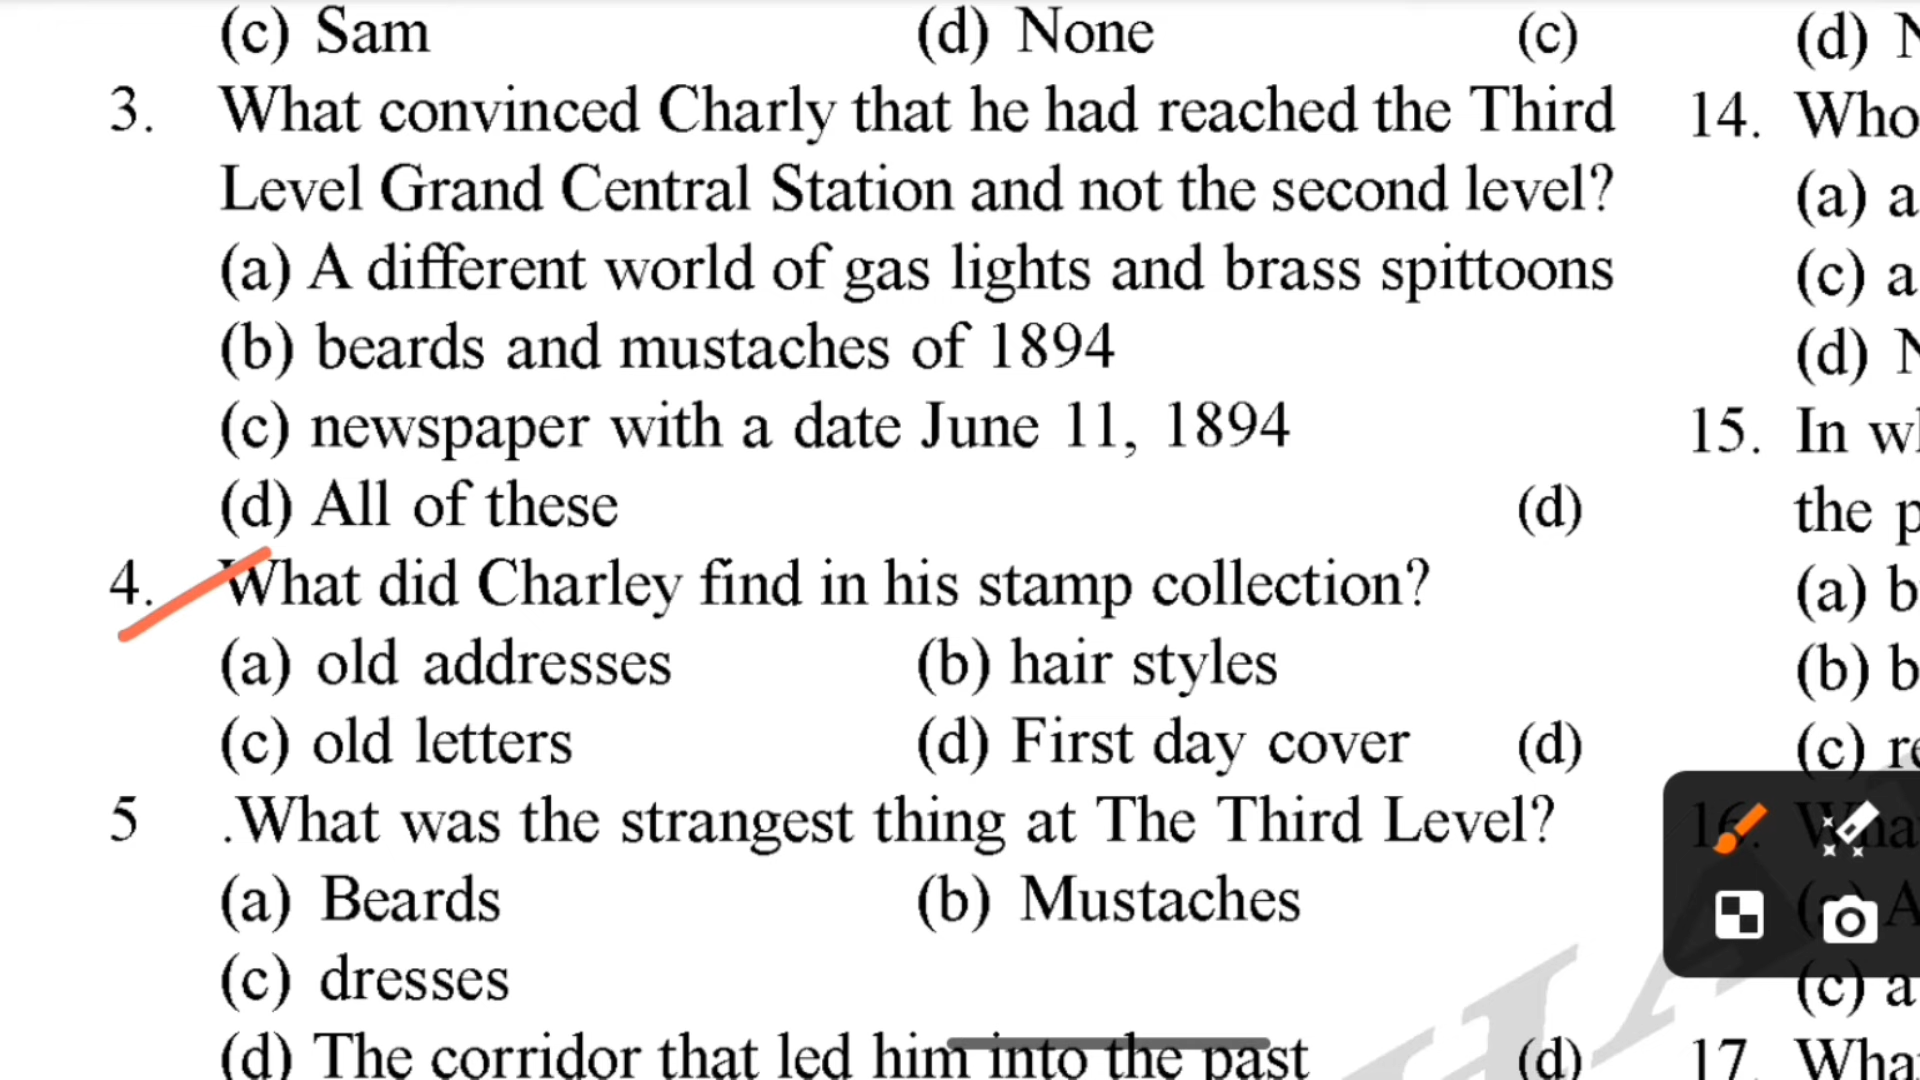 (c) Sam (d) None (c)
3. What convinced Charly that he had reached the Third
Level Grand Central Station and not the second level?
(a) A different world of gas lights and brass spittoons
(b) beards and mustaches of 1894
(c) newspaper with a date June 11, 1894
(d) All of these (d)
4. What did Charley find in his stamp collection?
(a) old addresses (b) hair styles
(c) old letters (d) First day cover (d)
5 .What was the strangest thing at The Third Level?
(a) Beards (b) Mustaches
(c) dresses
(d) The corridor that led him into the past (d)
(d)
14. Who
(a) a
(c) a
(d)
15. In
the
(a) b
(b) b
(c)
16.
(c) a
17